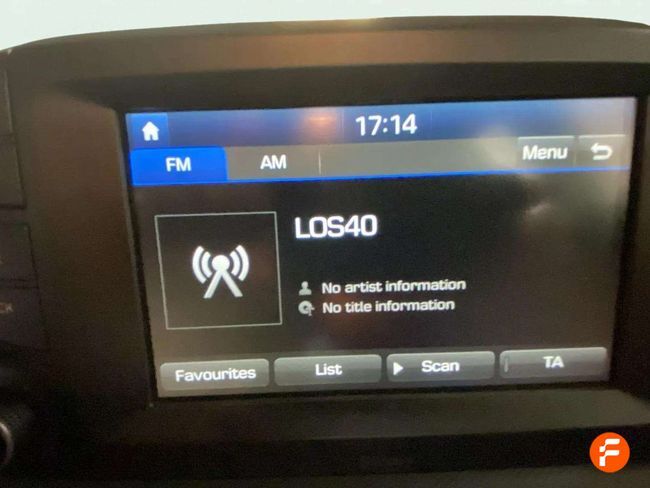 17:14
FM AM Menu
LOS40
No artist information
No title information
Favourites List Scan TA